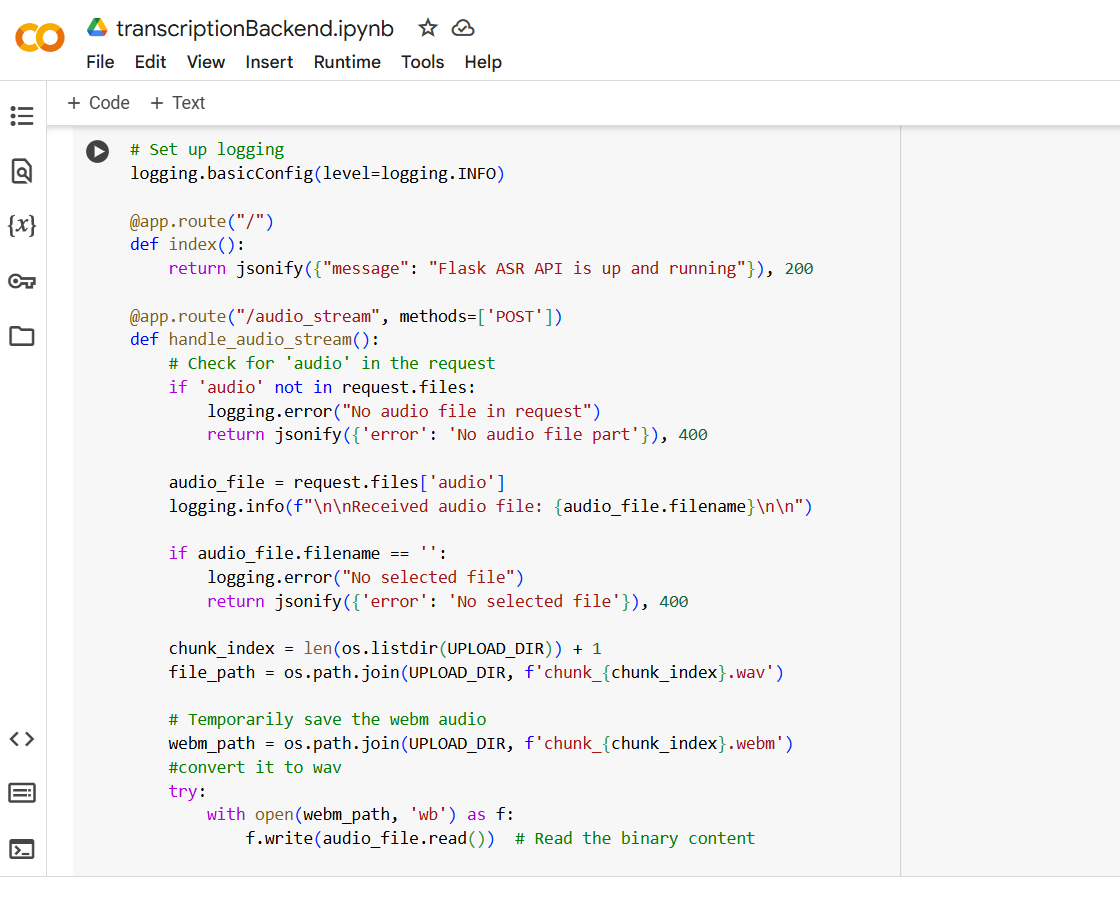 transcriptionBackend.ipynb
File Edit View Insert Runtime Tools Help
+ Code + Text
# Set up logging
logging.basicConfig(level=logging.INFO)
@app.route("/")
def index():
    return jsonify({"message": "Flask ASR API is up and running"}), 200
@app.route("/audio_stream", methods=['POST'])
def handle_audio_stream():
    # Check for 'audio' in the request
    if 'audio' not in request.files:
        logging.error("No audio file in request")
        return jsonify({'error': 'No audio file part'}), 400
    audio_file = request.files['audio']
    logging.info(f"\n\nReceived audio file: {audio_file.filename}\n\n")
    if audio_file.filename == '':
        logging.error("No selected file")
        return jsonify({'error': 'No selected file'}), 400
    chunk_index = len(os.listdir(UPLOAD_DIR)) + 1
    file_path = os.path.join(UPLOAD_DIR, f'chunk_{chunk_index}.wav')
    # Temporarily save the webm audio
    webm_path = os.path.join(UPLOAD_DIR, f'chunk_{chunk_index}.webm')
    #convert it to wav
    try:
        with open(webm_path, 'wb') as f:
            f.write(audio_file.read())  # Read the binary content